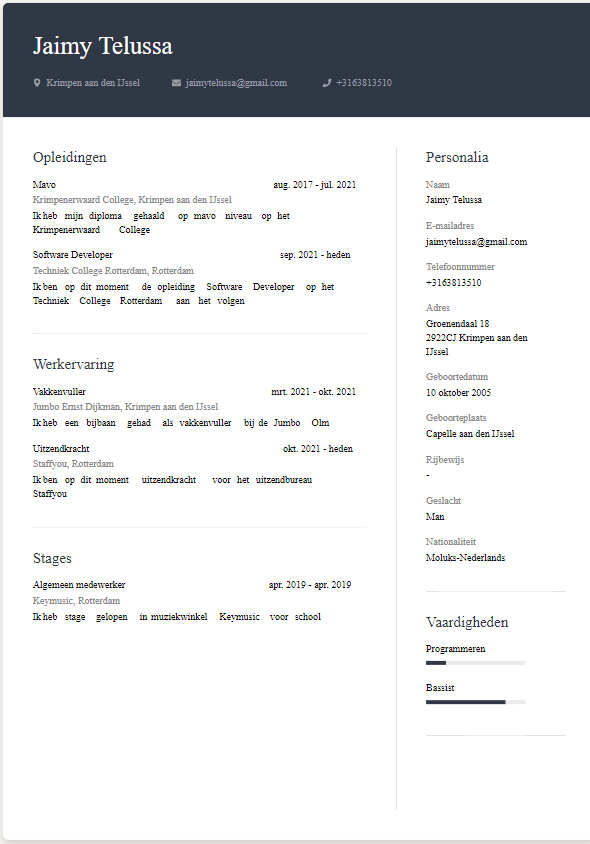 Jaimy Telussa
Krimpen aan den IJssel jaimytelussa@gmail.com +3163813510
Opleidingen
Mavo aug. 2017 - jul. 2021
Krimpenerwaard College, Krimpen aan den IJssel
Ik heb mijn diploma gehaald op mavo niveau op het
Krimpenerwaard College
Software Developer sep. 2021 - heden
Techniek College Rotterdam, Rotterdam
Ik ben op dit moment de opleiding Software Developer op het
Techniek College Rotterdam aan het volgen
Werkervaring
Vakkenvuller mrt. 2021 - okt. 2021
Jumbo Ernst Dijkman, Krimpen aan den IJssel
Ik heb een bijbaan gehad als vakkenvuller bij de Jumbo Olm
Uitzendkracht okt. 2021 - heden
Staffyou, Rotterdam
Ik ben op dit moment uitzendkracht voor het uitzendbureau
Staffyou
Stages
Algemeen medewerker apr. 2019 - apr. 2019
Keymusic, Rotterdam
Ik heb stage gelopen in muziekwinkel Keymusic voor school
Personalia
Naam
Jaimy Telussa
E-mailadres
jaimytelussa@gmail.com
Telefoonnummer
+3163813510
Adres
Groenendaal 18
2922CJ Krimpen aan den
IJssel
Geboortedatum
10 oktober 2005
Geboorteplaats
Capelle aan den IJssel
Rijbewijs
-
Geslacht
Man
Nationaliteit
Moluks-Nederlands
Vaardigheden
Programmeren
Bassist